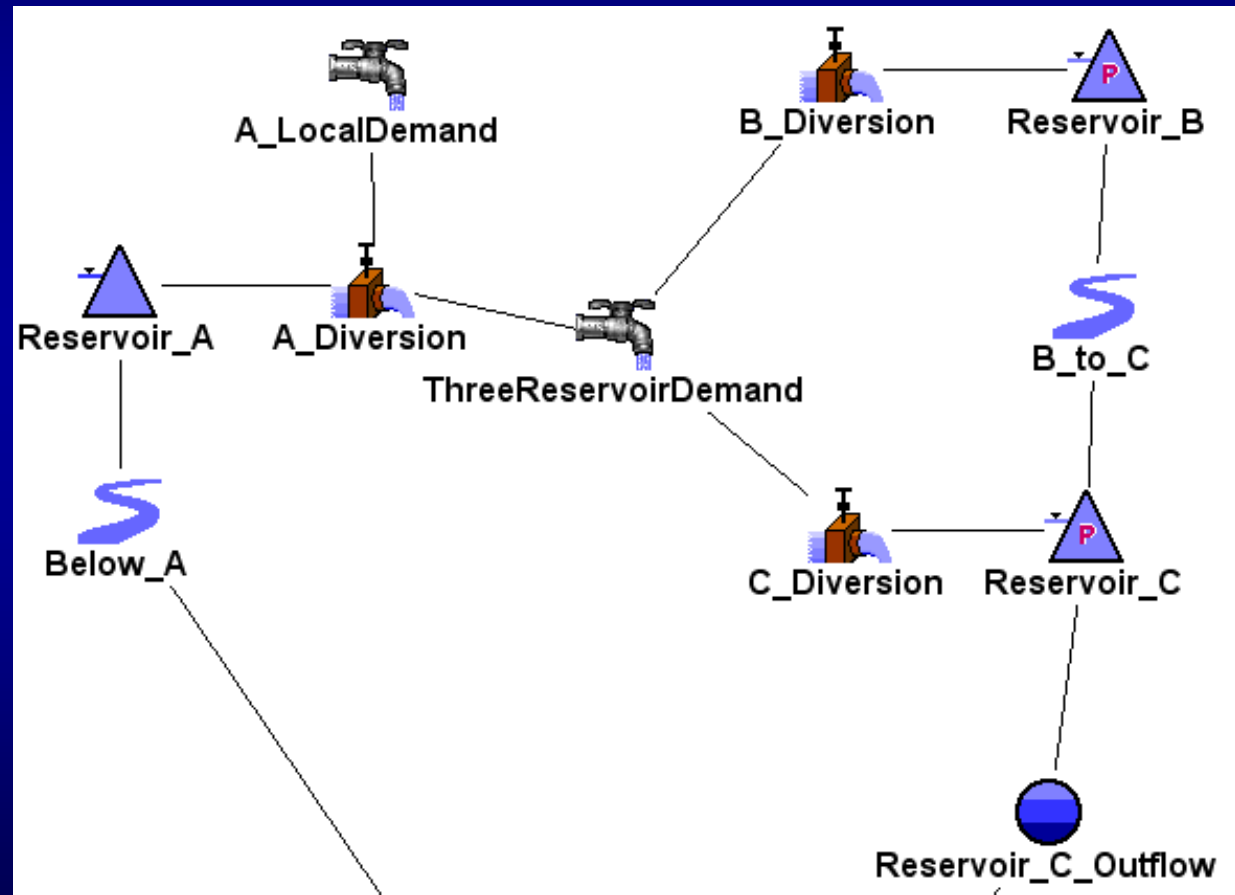 A_LocalDemand
B_Diversion
Reservoir_B
Reservoir_A
A_Diversion
B_to_C
ThreeReservoirDemand
Below_A
C_Diversion
Reservoir_C
Reservoir_C_Outflow
P
P